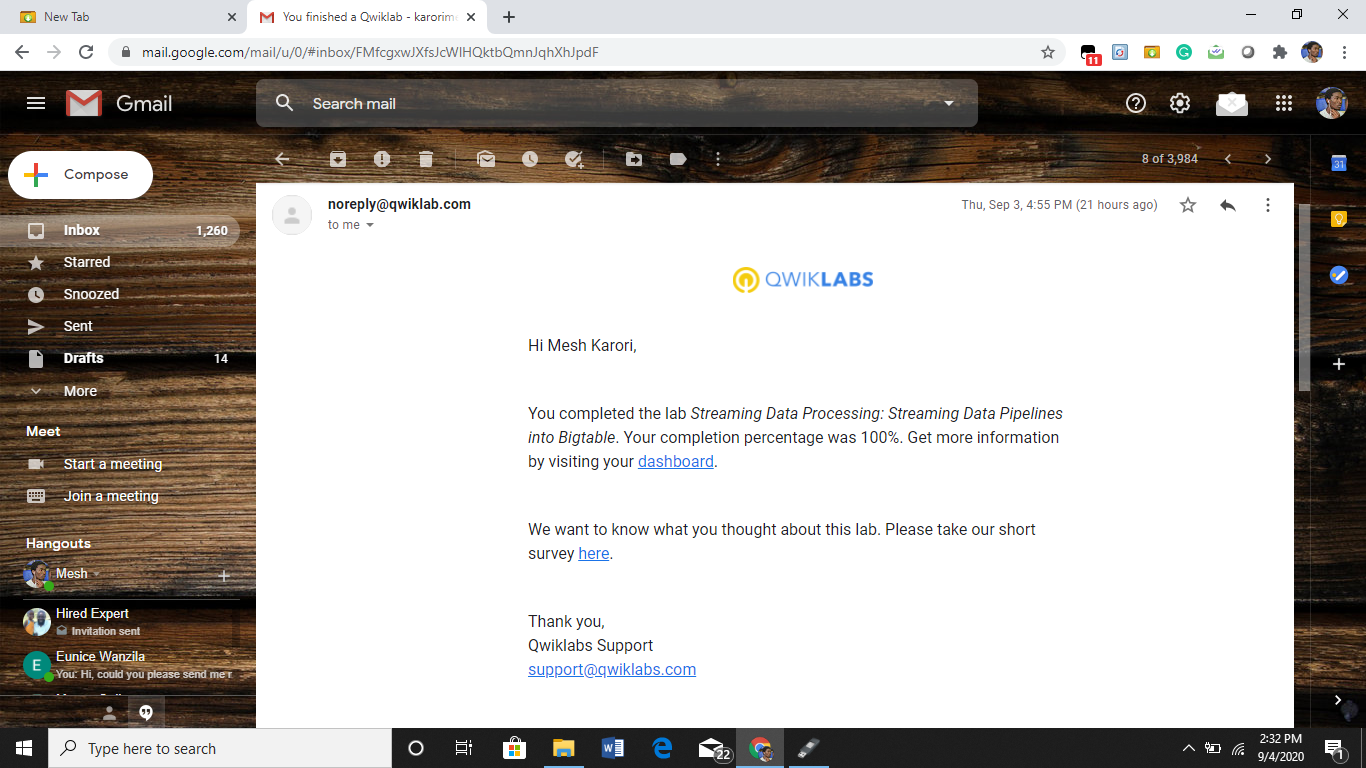 New Tab
You finished a Qwiklab - karorime
mail.google.com/mail/u/0/#inbox/FMfcgxwJXfsJcWlHQktbQmnJqhXhJpdF
11
Gmail
Search mail
Compose
8 of 3,984
31
Inbox 1,260
Starred
Snoozed
Sent
Drafts 14
More
Meet
Start a meeting
Join a meeting
Hangouts
Mesh
Hired Expert
Invitation sent
E
Eunice Wanzila
You: Hi, could you please send me r
noreply@qwiklab.com
Thu, Sep 3, 4:55 PM (21 hours ago)
to me
QWIKLABS
Hi Mesh Karori,
You completed the lab Streaming Data Processing: Streaming Data Pipelines
into Bigtable. Your completion percentage was 100%. Get more information
by visiting your dashboard.
We want to know what you thought about this lab. Please take our short
survey here.
Thank you,
Qwiklabs Support
support@qwiklabs.com
Type here to search
22
2:32 PM
9/4/2020
1